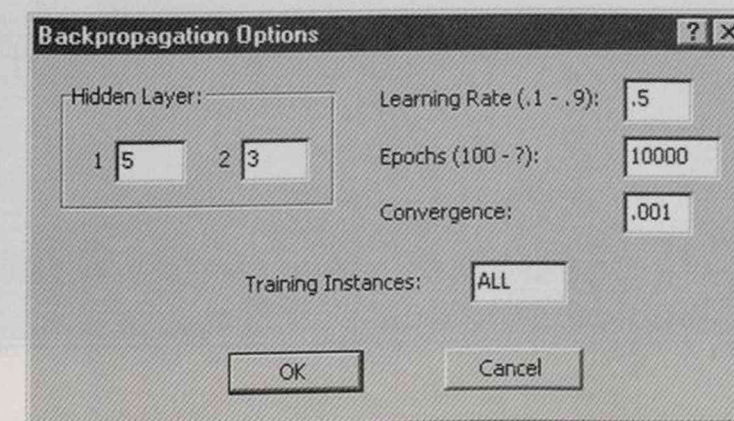 Backpropagation Options
Hidden Layer:
1 5 2 3
Learning Rate (.1 - .9): .5
Epochs (100 - ?): 10000
Convergence: .001
Training Instances: ALL
OK Cancel